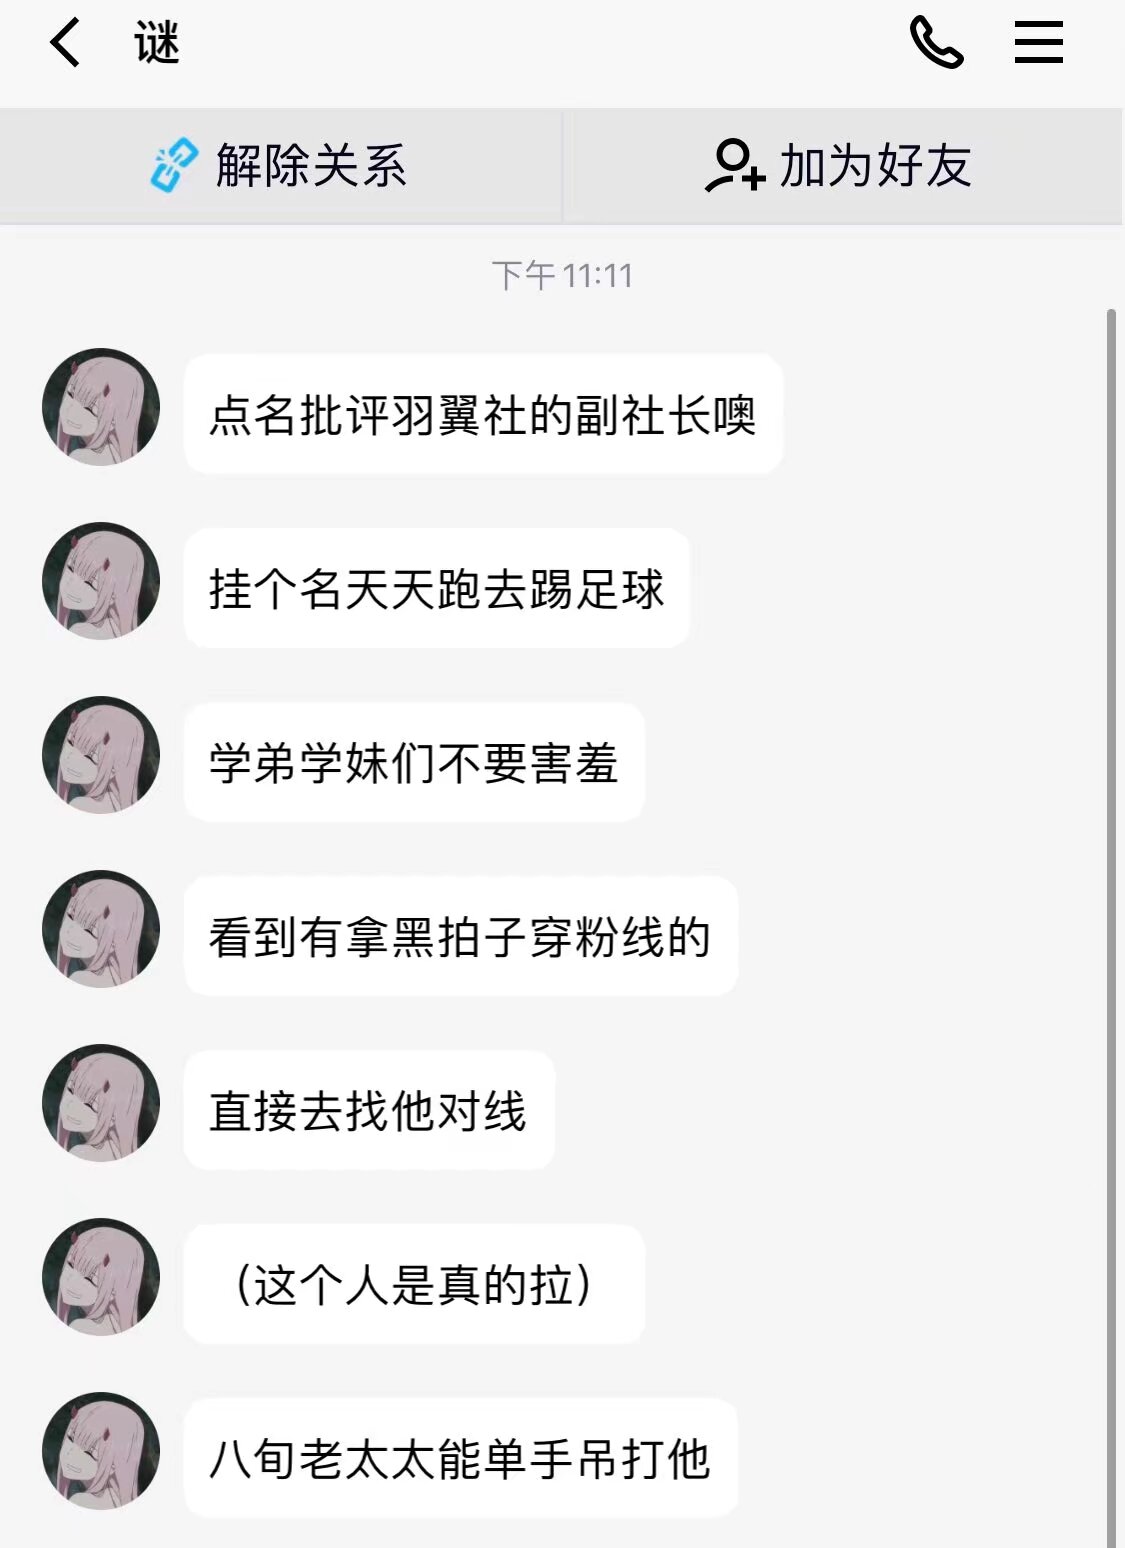 谜
解除关系
加为好友
下午 11:11
点名批评羽翼社的副社长噢
挂个名天天跑去踢足球
学弟学妹们不要害羞
看到有拿黑拍子穿粉线的
直接去找他对线
（这个人是真的拉）
八旬老太太能单手吊打他